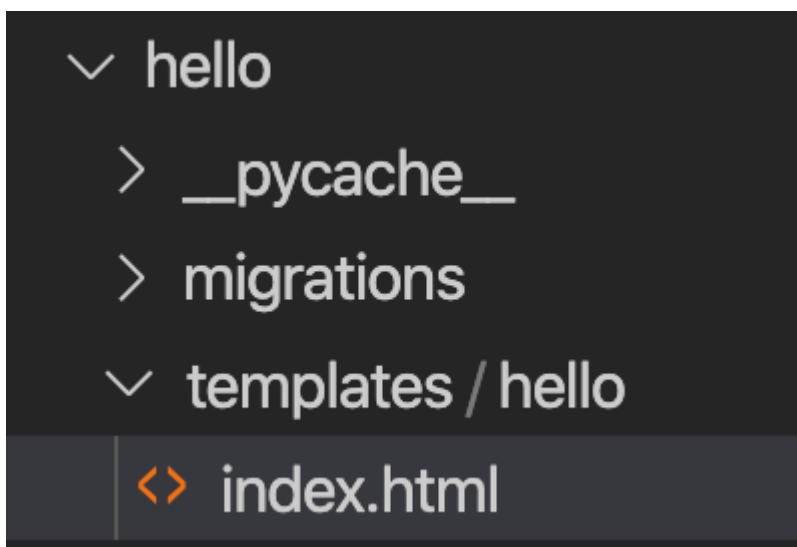 hello
__pycache__
migrations
templates / hello
index.html